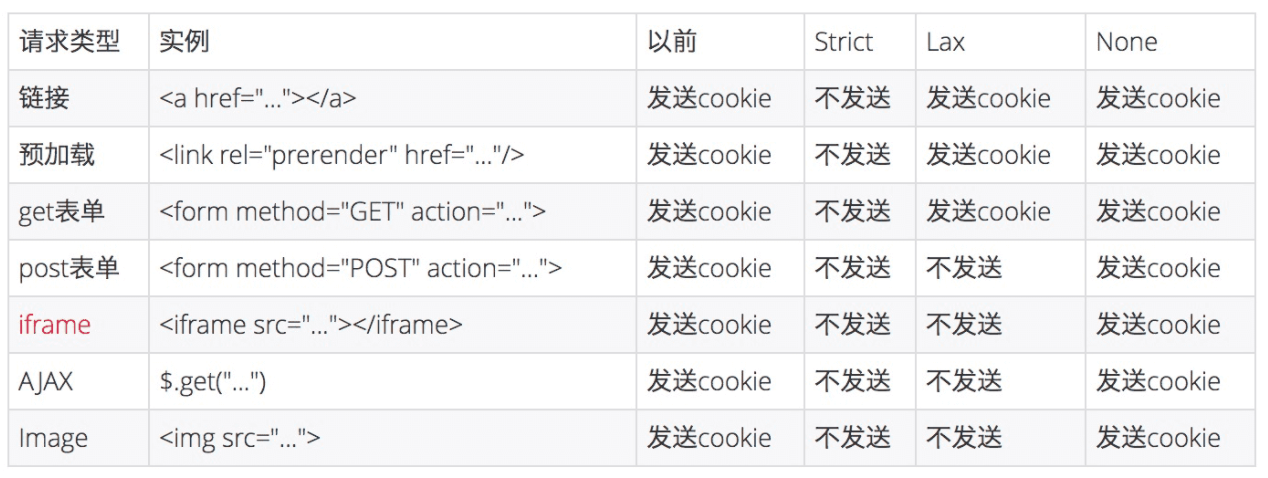 请求类型 实例 以前 Strict Lax None
链接 <a href="..."></a> 发送cookie 不发送 发送cookie 发送cookie
预加载 <link rel="prerender" href="..."/> 发送cookie 不发送 发送cookie 发送cookie
get表单 <form method="GET" action="..."> 发送cookie 不发送 发送cookie 发送cookie
post表单 <form method="POST" action="..."> 发送cookie 不发送 不发送 发送cookie
iframe <iframe src="..."></iframe> 发送cookie 不发送 不发送 发送cookie
AJAX $.get("...") 发送cookie 不发送 不发送 发送cookie
Image <img src="..."> 发送cookie 不发送 不发送 发送cookie